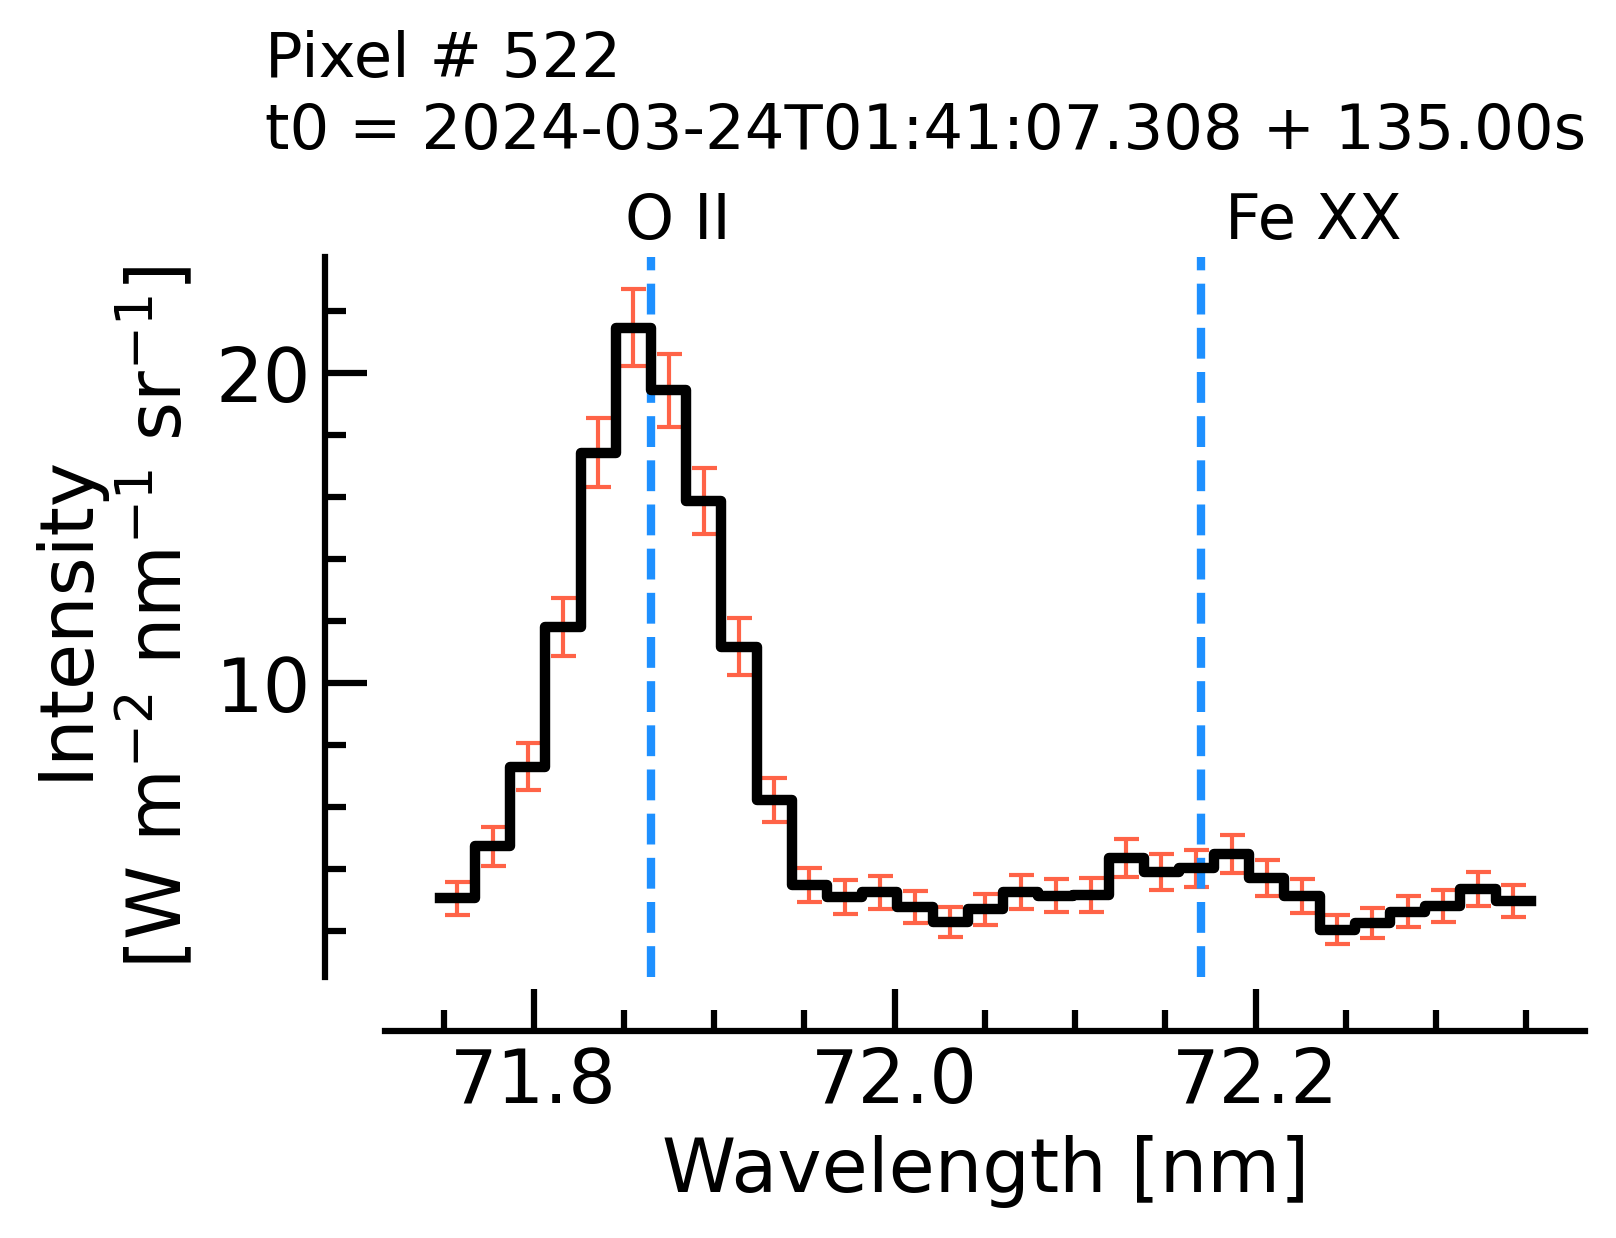 Pixel # 522
t0 = 2024-03-24T01:41:07.308 + 135.00s
O II
Fe XX
Intensity
[W m⁻² nm⁻¹ sr⁻¹]
20
10
71.8
72.0
72.2
Wavelength [nm]